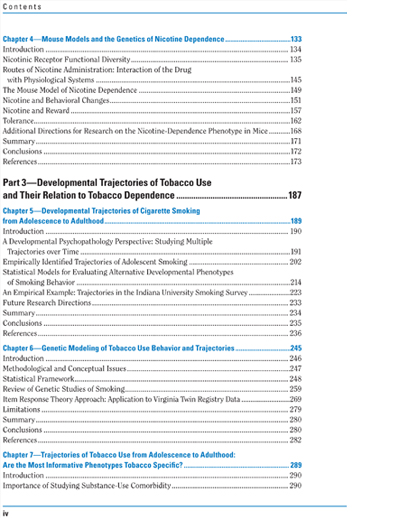 Contents
Chapter 4—Mouse Models and the Genetics of Nicotine Dependence.....133
Introduction.....134
Nicotinic Receptor Functional Diversity.....135
Routes of Nicotine Administration: Interaction of the Drug
with Physiological Systems.....145
The Mouse Model of Nicotine Dependence.....149
Nicotine and Behavioral Changes.....151
Nicotine and Reward.....157
Tolerance.....162
Additional Directions for Research on the Nicotine-Dependence Phenotype in Mice.....168
Summary.....171
Conclusions.....172
References.....173
Part 3—Developmental Trajectories of Tobacco Use
and Their Relation to Tobacco Dependence.....187
Chapter 5—Developmental Trajectories of Cigarette Smoking
from Adolescence to Adulthood.....189
Introduction.....190
A Developmental Psychopathology Perspective: Studying Multiple
Trajectories over Time.....191
Empirically Identified Trajectories of Adolescent Smoking.....202
Statistical Models for Evaluating Alternative Developmental Phenotypes
of Smoking Behavior.....214
An Empirical Example: Trajectories in the Indiana University Smoking Survey.....223
Future Research Directions.....233
Summary.....234
Conclusions.....235
References.....236
Chapter 6—Genetic Modeling of Tobacco Use Behavior and Trajectories.....245
Introduction.....246
Methodological and Conceptual Issues.....247
Statistical Framework.....248
Review of Genetic Studies of Smoking.....259
Item Response Theory Approach: Application to Virginia Twin Registry Data.....269
Limitations.....279
Summary.....280
Conclusions.....280
References.....282
Chapter 7—Trajectories of Tobacco Use from Adolescence to Adulthood:
Are the Most Informative Phenotypes Tobacco Specific?.....289
Introduction.....290
Importance of Studying Substance-Use Comorbidity.....290
iv